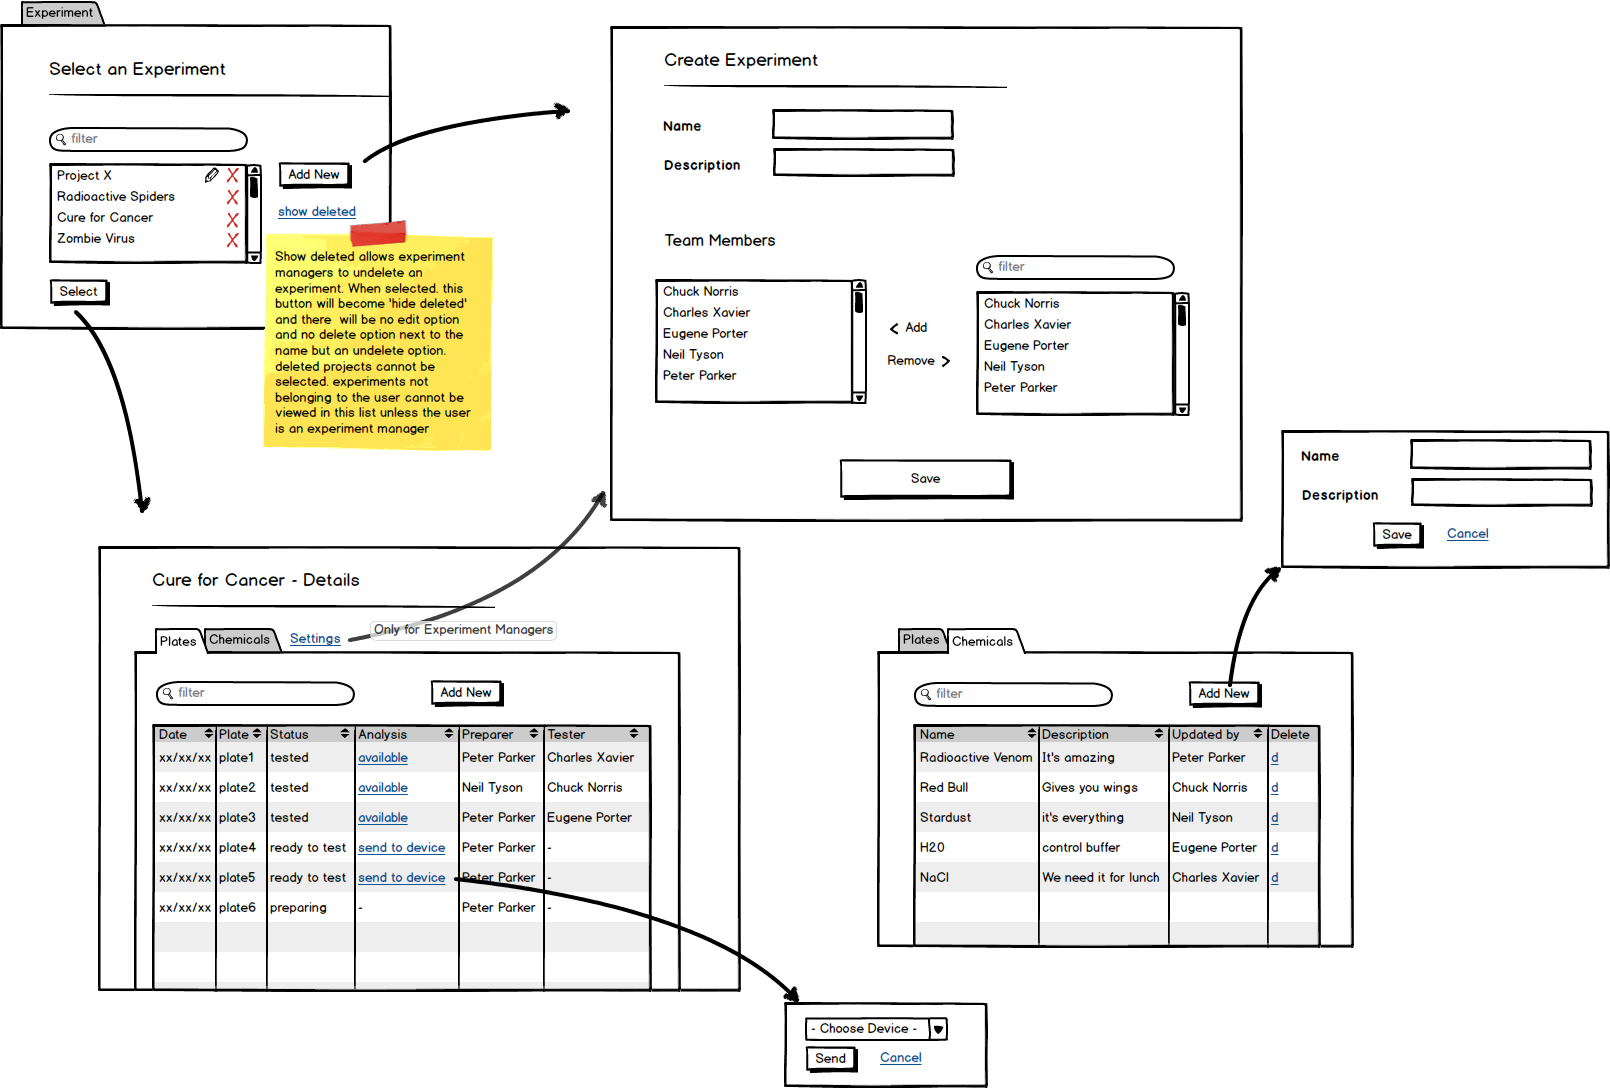 Experiment
Select an Experiment
filter
Project X
Radioactive Spiders
Cure for Cancer
Zombie Virus
Add New
show deleted
Select
Show deleted allows experiment
managers to undelete an
experiment. When selected. this
button will become 'hide deleted'
and there will be no edit option
and no delete option next to the
name but an undelete option.
deleted projects cannot be
selected. experiments not
belonging to the user cannot be
viewed in this list unless the user
is an experiment manager
Create Experiment
Name
Description
Team Members
Chuck Norris
Charles Xavier
Eugene Porter
Neil Tyson
Peter Parker
< Add
Remove >
filter
Chuck Norris
Charles Xavier
Eugene Porter
Neil Tyson
Peter Parker
Save
Name
Description
Save Cancel
Cure for Cancer - Details
Plates Chemicals Settings
Only for Experiment Managers
filter
Add New
Date Plate Status Analysis Preparer Tester
xx/xx/xx plate1 tested available Peter Parker Charles Xavier
xx/xx/xx plate2 tested available Neil Tyson Chuck Norris
xx/xx/xx plate3 tested available Peter Parker Eugene Porter
xx/xx/xx plate4 ready to test send to device Peter Parker -
xx/xx/xx plate5 ready to test send to device Peter Parker -
xx/xx/xx plate6 preparing - Peter Parker -
Plates Chemicals
filter
Add New
Name Description Updated by Delete
Radioactive Venom It's amazing Peter Parker d
Red Bull Gives you wings Chuck Norris d
Stardust it's everything Neil Tyson d
H20 control buffer Eugene Porter d
NaCl We need it for lunch Charles Xavier d
- Choose Device -
Send Cancel